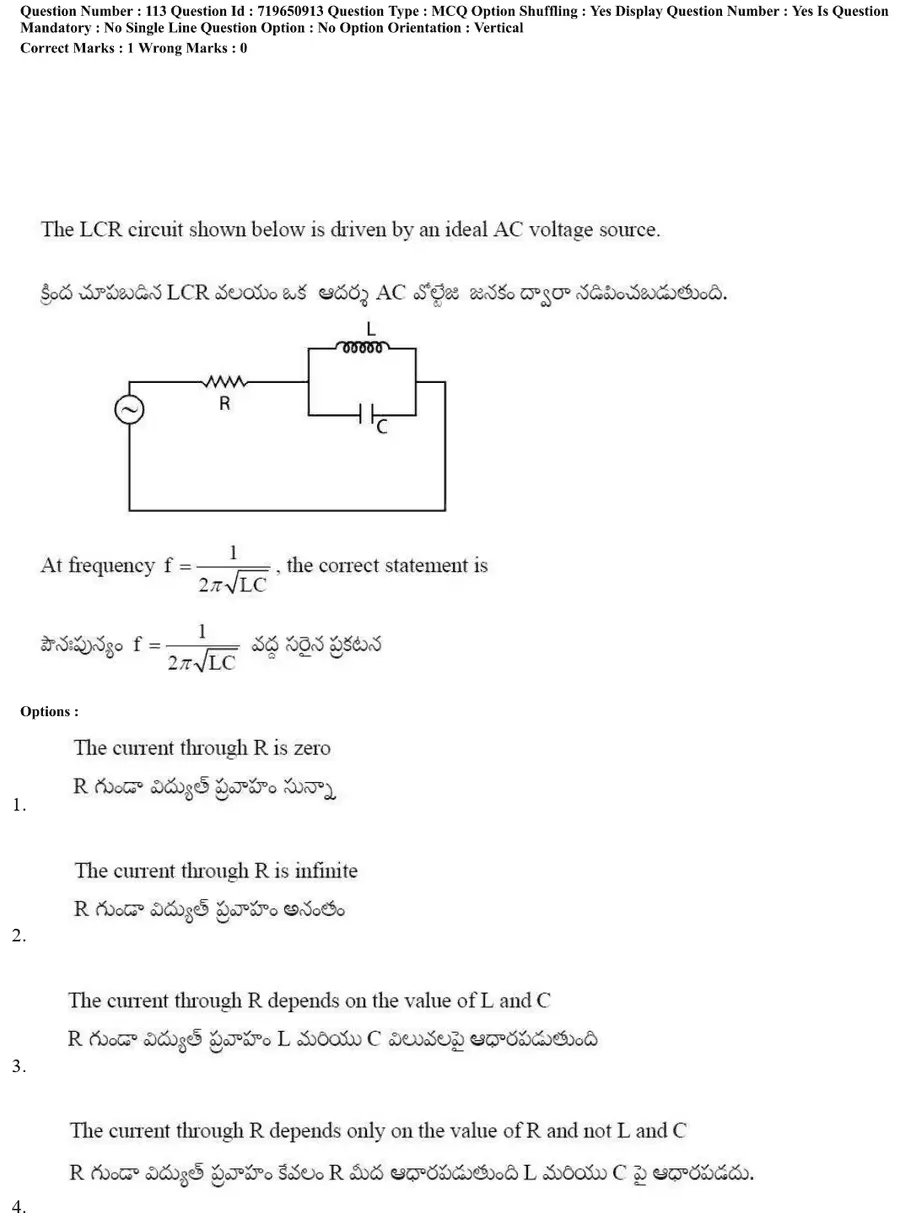 Question Number : 113 Question Id : 719650913 Question Type : MCQ Option Shuffling : Yes Display Question Number : Yes Is Question
Mandatory : No Single Line Question Option : No Option Orientation : Vertical
Correct Marks : 1 Wrong Marks : 0
The LCR circuit shown below is driven by an ideal AC voltage source.
క్రింద చూపబడిన LCR వలయం ఒక ఆదర్శ AC వోల్టేజి జనకం ద్వారా నడిపించబడుతుంది.
L
R
C
At frequency f = 1/(2π√LC), the correct statement is
పౌనఃపున్యం f = 1/(2π√LC) వద్ద సరైన ప్రకటన
Options :
The current through R is zero
R గుండా విద్యుత్ ప్రవాహం సున్నా
1.
The current through R is infinite
R గుండా విద్యుత్ ప్రవాహం అనంతం
2.
The current through R depends on the value of L and C
R గుండా విద్యుత్ ప్రవాహం L మరియు C విలువలపై ఆధారపడుతుంది
3.
The current through R depends only on the value of R and not L and C
R గుండా విద్యుత్ ప్రవాహం కేవలం R మీద ఆధారపడుతుంది L మరియు C పై ఆధారపడదు.
4.